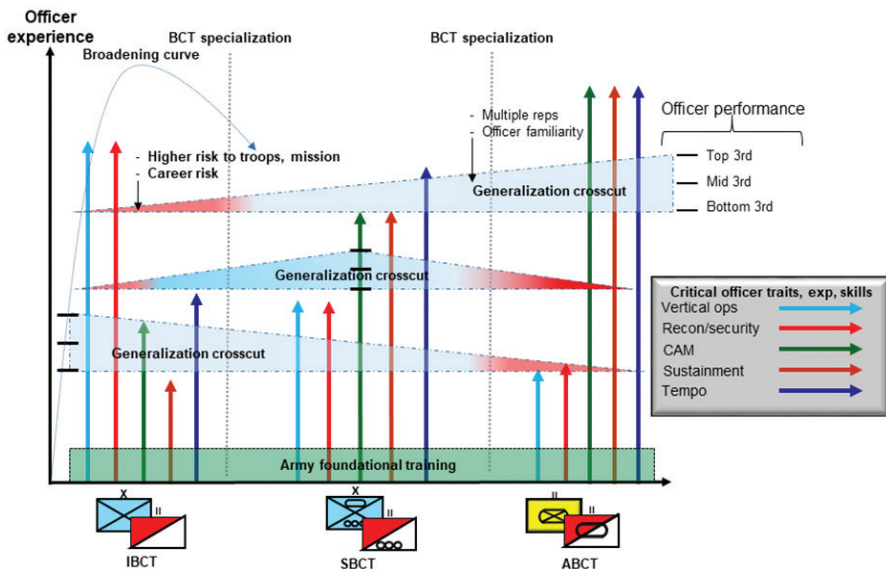 Officer
experience
BCT specialization
BCT specialization
Broadening curve
- Multiple reps
- Officer familiarity
Officer performance
- Higher risk to troops, mission
- Career risk
Top 3rd
Mid 3rd
Bottom 3rd
Generalization crosscut
Generalization crosscut
Generalization crosscut
Critical officer traits, exp, skills
Vertical ops
Recon/security
CAM
Sustainment
Tempo
Army foundational training
X
II
X
II
II
II
IBCT
SBCT
ABCT